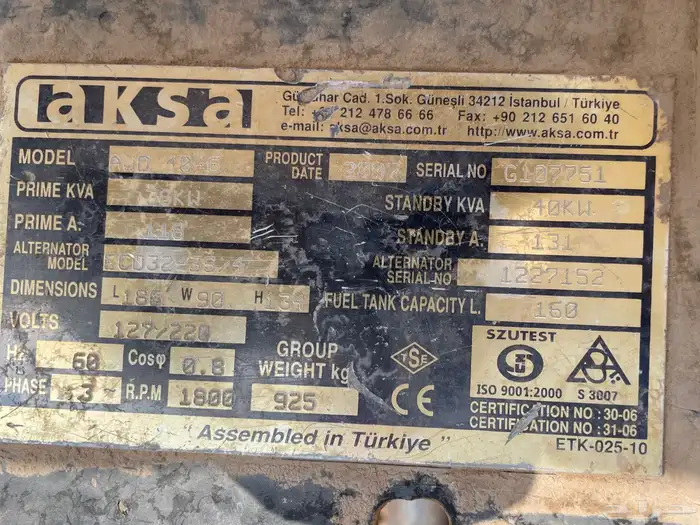 aksa
Cad. 1.Sok. Güneşli 34212 İstanbul / Türkiye
Tel: 212 478 66 66 Fax: +90 212 651 60 40
e-mail: aksa@aksa.com.tr http://www.aksa.com.tr
MODEL AJD PRODUCT DATE 2007 SERIAL NO G107751
PRIME KVA STANDBY KVA 40KW
PRIME A. 118 STANDBY A. 131
ALTERNATOR MODEL ALTERNATOR SERIAL NO 1227152
DIMENSIONS L W 90 H FUEL TANK CAPACITY L. 160
VOLTS 127/220
Hz 60 Cosφ 0.8 GROUP WEIGHT kg 925
PHASE 3 R.P.M 1800
TSE
CE
SZUTEST
ISO 9001:2000 S 3007
CERTIFICATION NO : 30-06
CERTIFICATION NO : 31-06
"Assembled in Türkiye" ETK-025-10